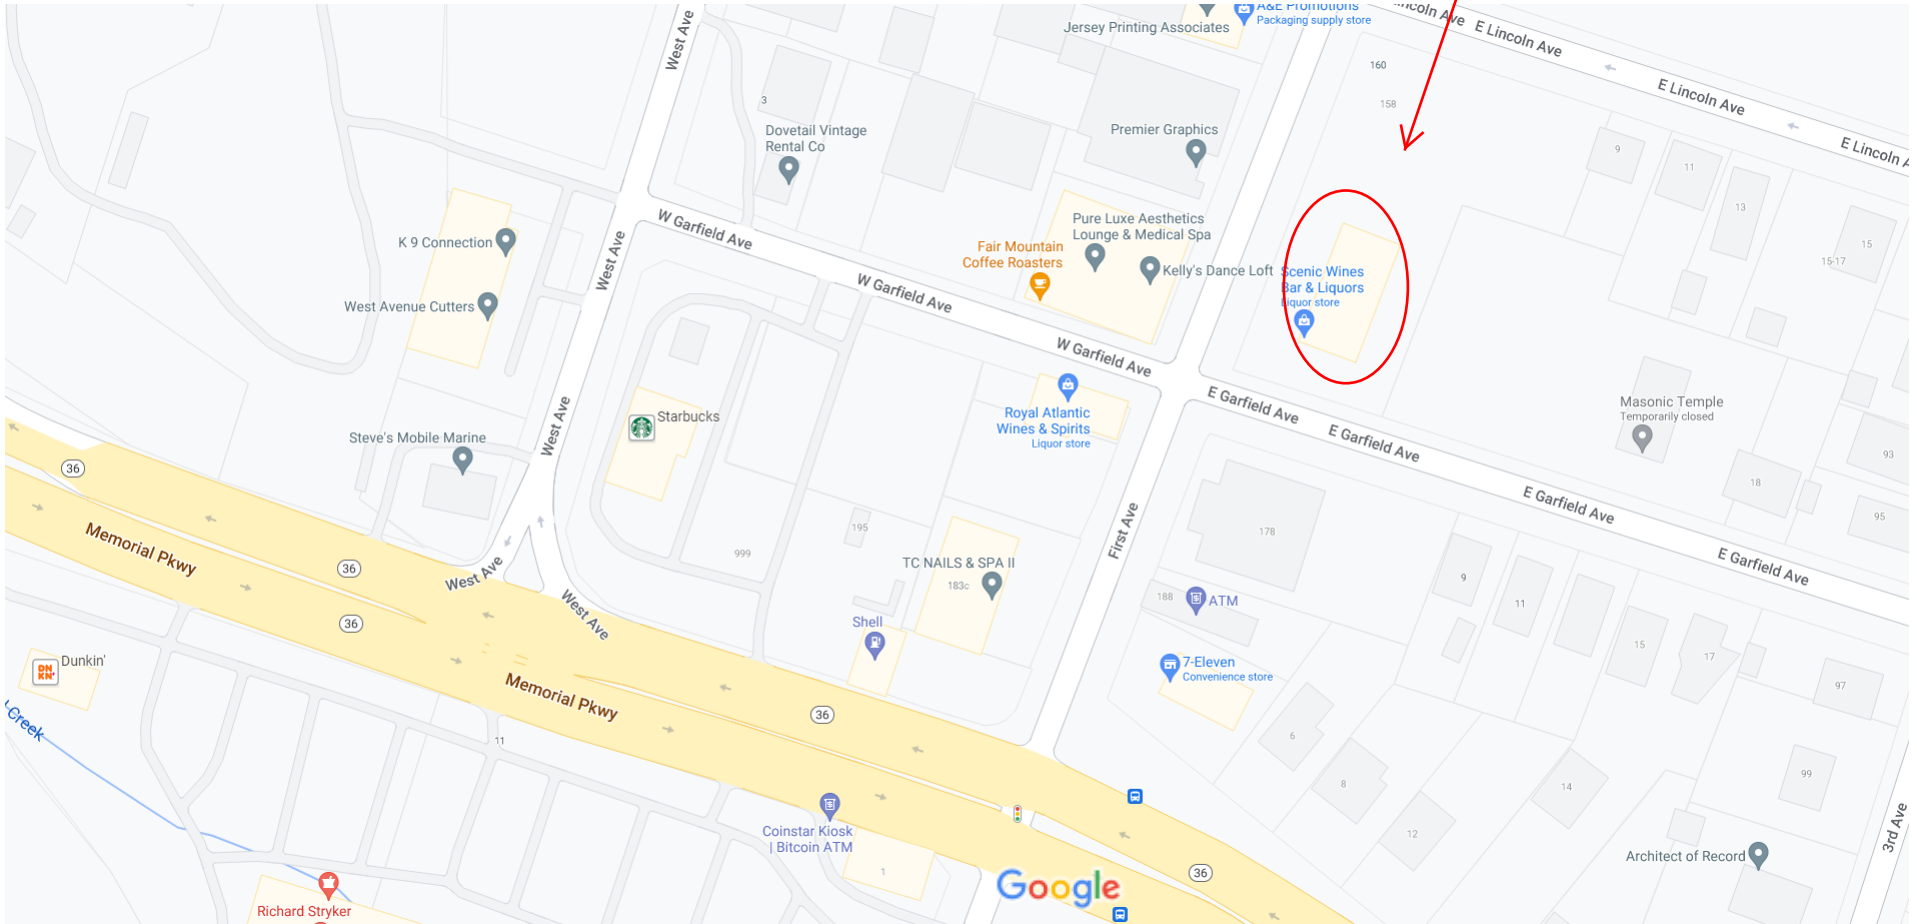 A&E Promotions
Packaging supply store
Jersey Printing Associates
E Lincoln Ave
E Lincoln Ave
E Lincoln Ave
West Ave
160
158
3
Dovetail Vintage
Rental Co
Premier Graphics
9
11
13
15
15-17
K 9 Connection
West Avenue Cutters
West Ave
W Garfield Ave
W Garfield Ave
W Garfield Ave
Fair Mountain
Coffee Roasters
Pure Luxe Aesthetics
Lounge & Medical Spa
Kelly's Dance Loft
Scenic Wines
Bar & Liquors
Liquor store
E Garfield Ave
E Garfield Ave
E Garfield Ave
E Garfield Ave
Masonic Temple
Temporarily closed
Starbucks
Royal Atlantic
Wines & Spirits
Liquor store
Steve's Mobile Marine
West Ave
36
Memorial Pkwy
36
36
West Ave
West Ave
999
195
TC NAILS & SPA II
183c
First Ave
178
188
ATM
93
18
95
9
11
15
17
97
Shell
7-Eleven
Convenience store
Dunkin'
DN
KN'
Creek
Memorial Pkwy
36
11
6
8
14
12
99
3rd Ave
Coinstar Kiosk
| Bitcoin ATM
1
Architect of Record
36
Google
Richard Stryker